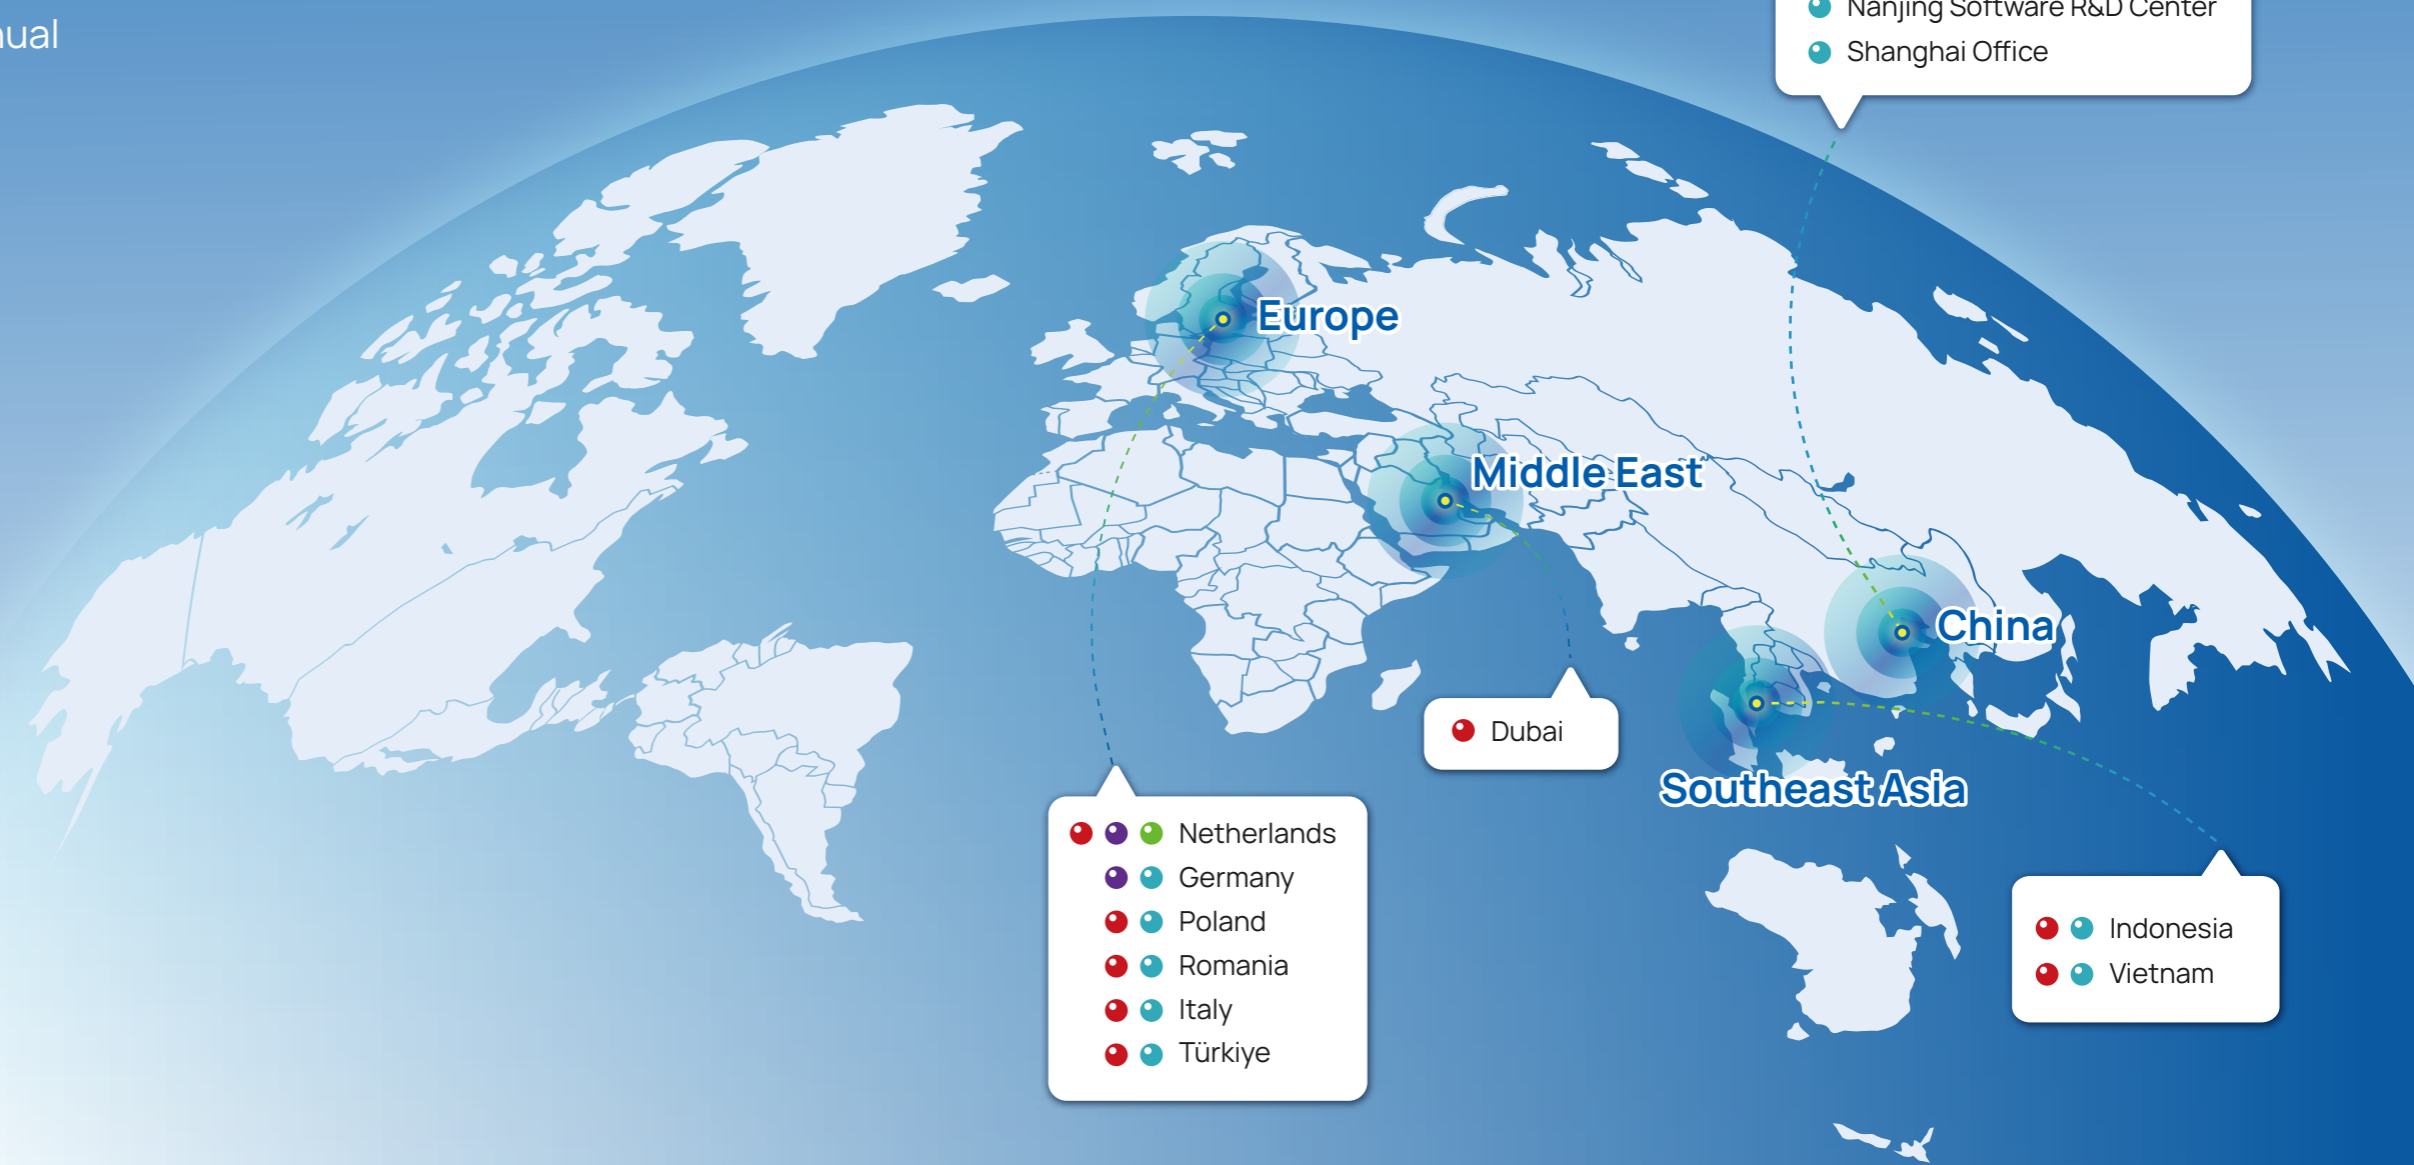 Nanjing Software R&D Center
Shanghai Office
Europe
Middle East
China
Dubai
Southeast Asia
Netherlands
Germany
Poland
Romania
Italy
Türkiye
Indonesia
Vietnam